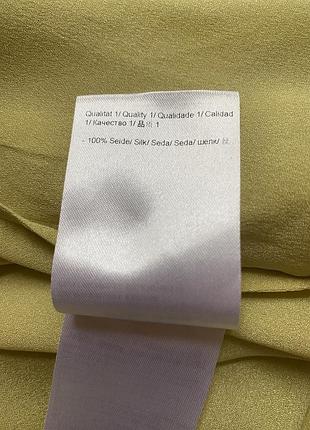 Qualität 1/ Quality 1/ Qualidade 1/ Calidad
1/ Качество 1/ 品质 1
- 100% Seide/ Silk/ Seda/ Seda/ шелк/